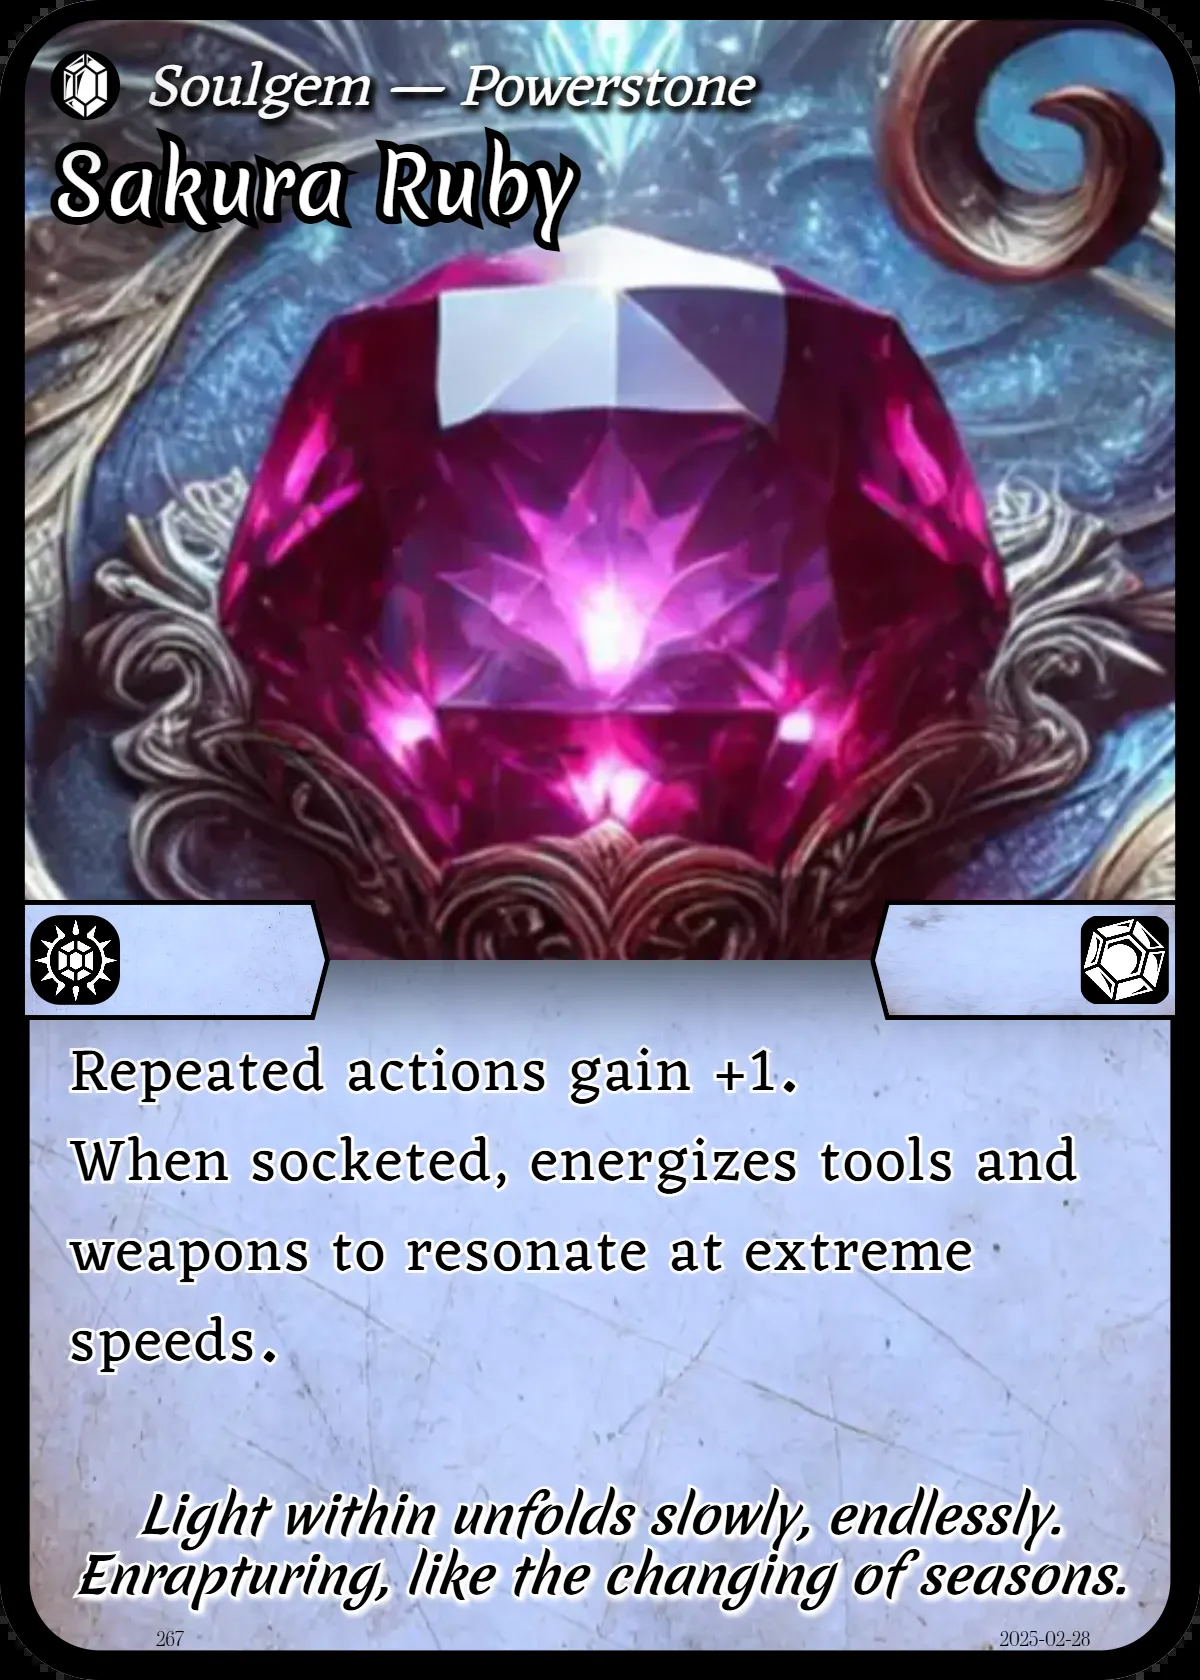 Soulgem — Powerstone
Sakura Ruby
Repeated actions gain +1.
When socketed, energizes tools and
weapons to resonate at extreme
speeds.
Light within unfolds slowly, endlessly.
Enrapturing, like the changing of seasons.
267
2025-02-28